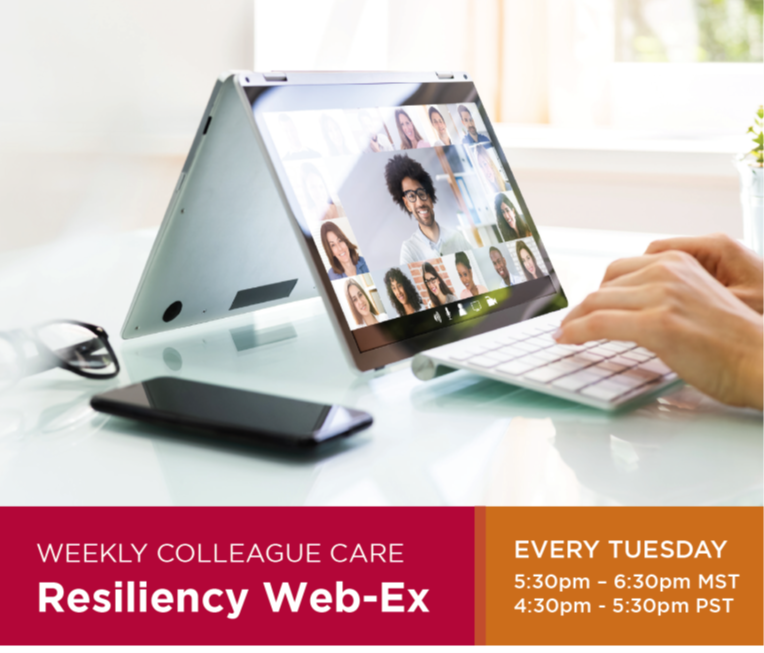 WEEKLY COLLEAGUE CARE
Resiliency Web-Ex
EVERY TUESDAY
5:30pm – 6:30pm MST
4:30pm - 5:30pm PST